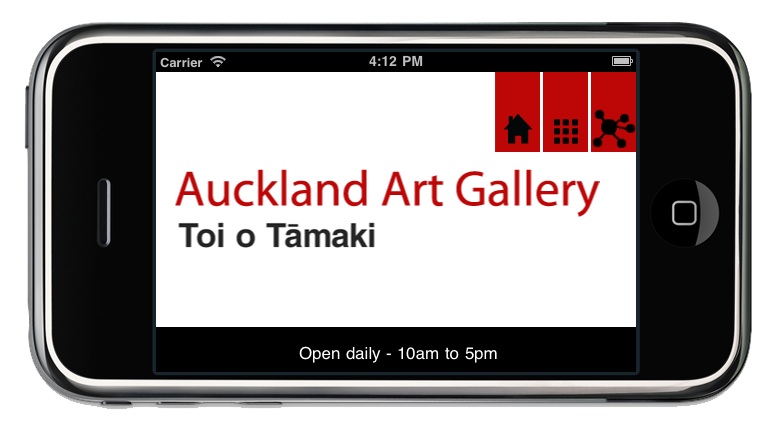 Carrier 4:12 PM
Auckland Art Gallery
Toi o Tāmaki
Open daily - 10am to 5pm